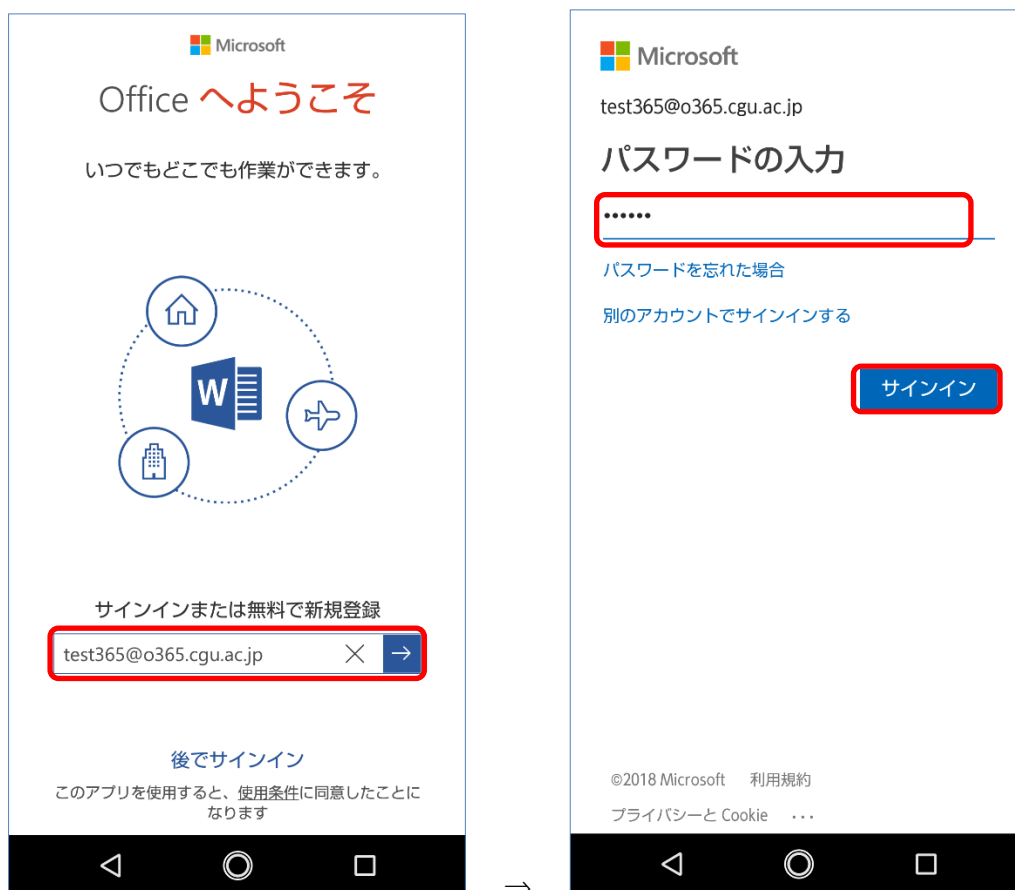 Microsoft
Office へようこそ
いつでもどこでも作業ができます。
W
サインインまたは無料で新規登録
test365@o365.cgu.ac.jp
後でサインイン
このアプリを使用すると、使用条件に同意したことに
なります
→
Microsoft
test365@o365.cgu.ac.jp
パスワードの入力
••••••
パスワードを忘れた場合
別のアカウントでサインインする
サインイン
©2018 Microsoft 利用規約
プライバシーと Cookie ...